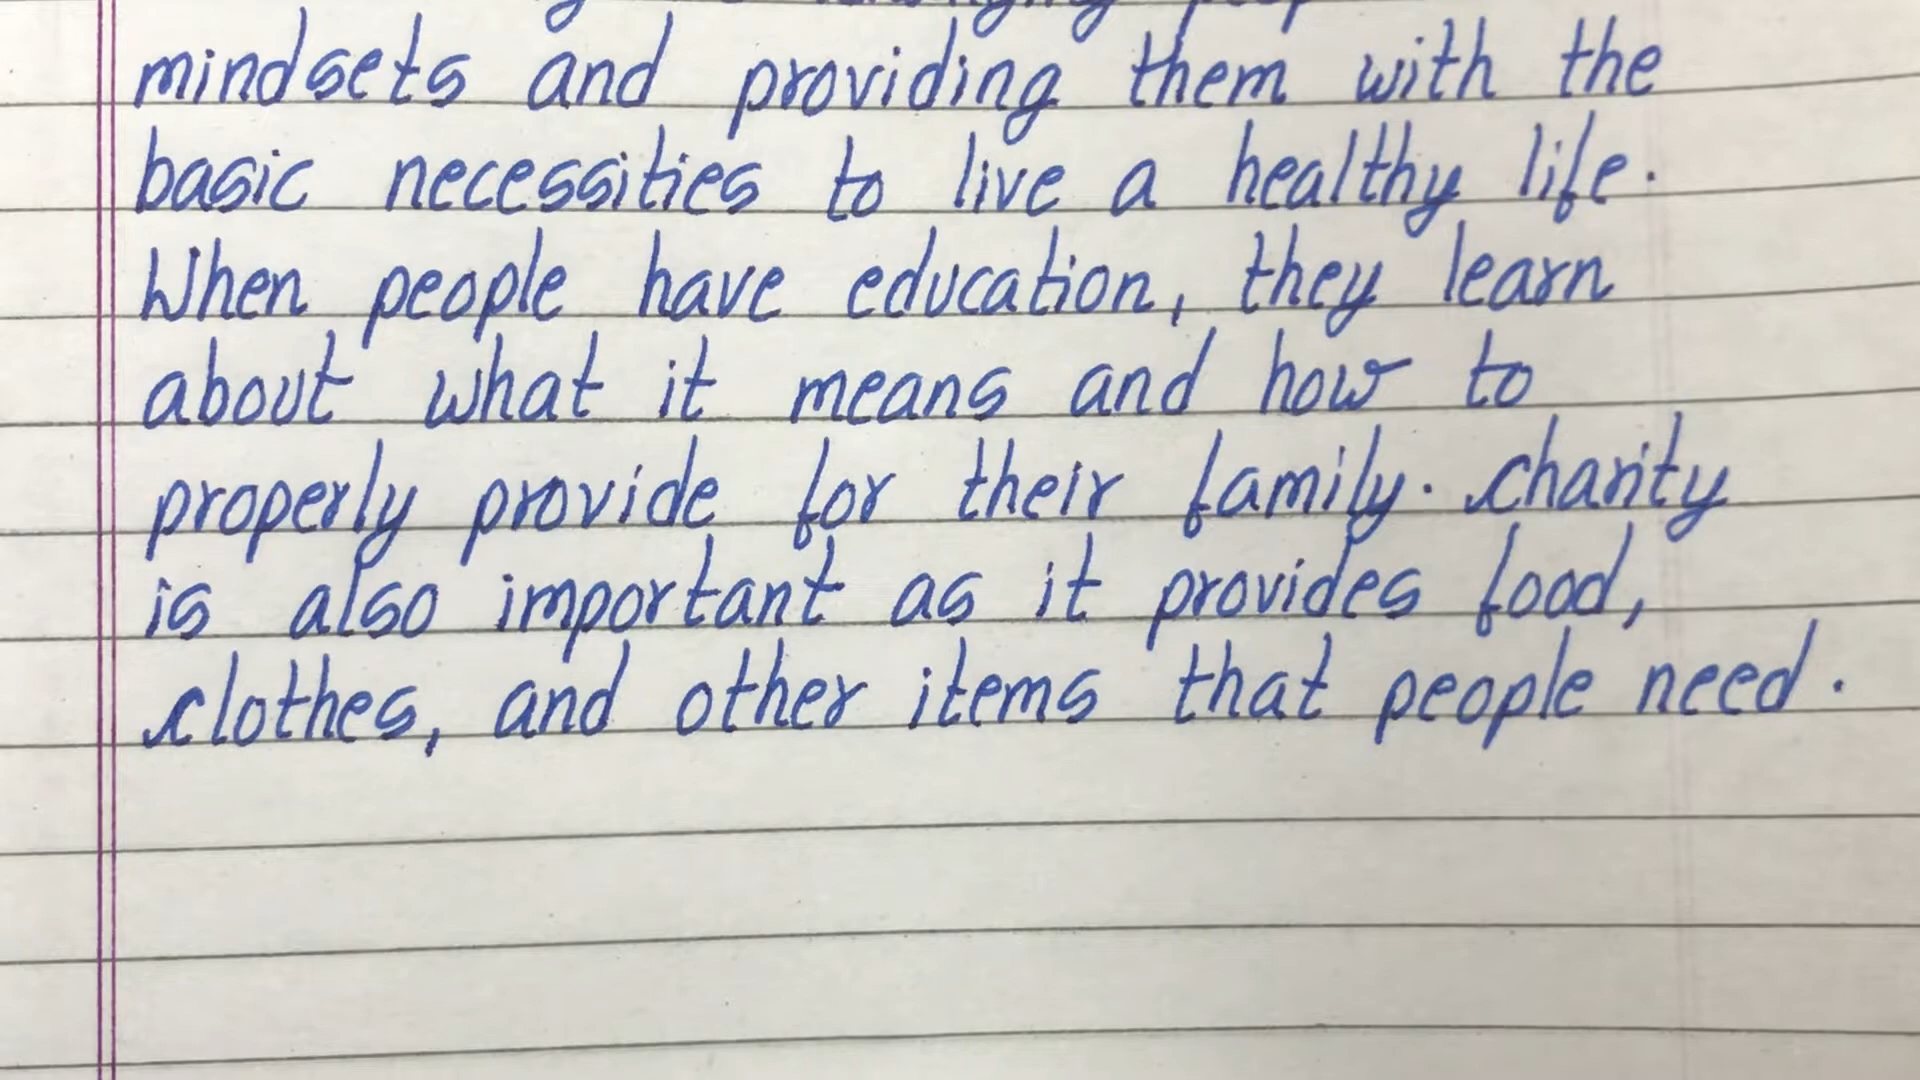 mindsets and providing them with the
basic necessities to live a healthy life.
When people have education, they learn
about what it means and how to
properly provide for their family. charity
is also important as it provides food,
clothes, and other items that people need.